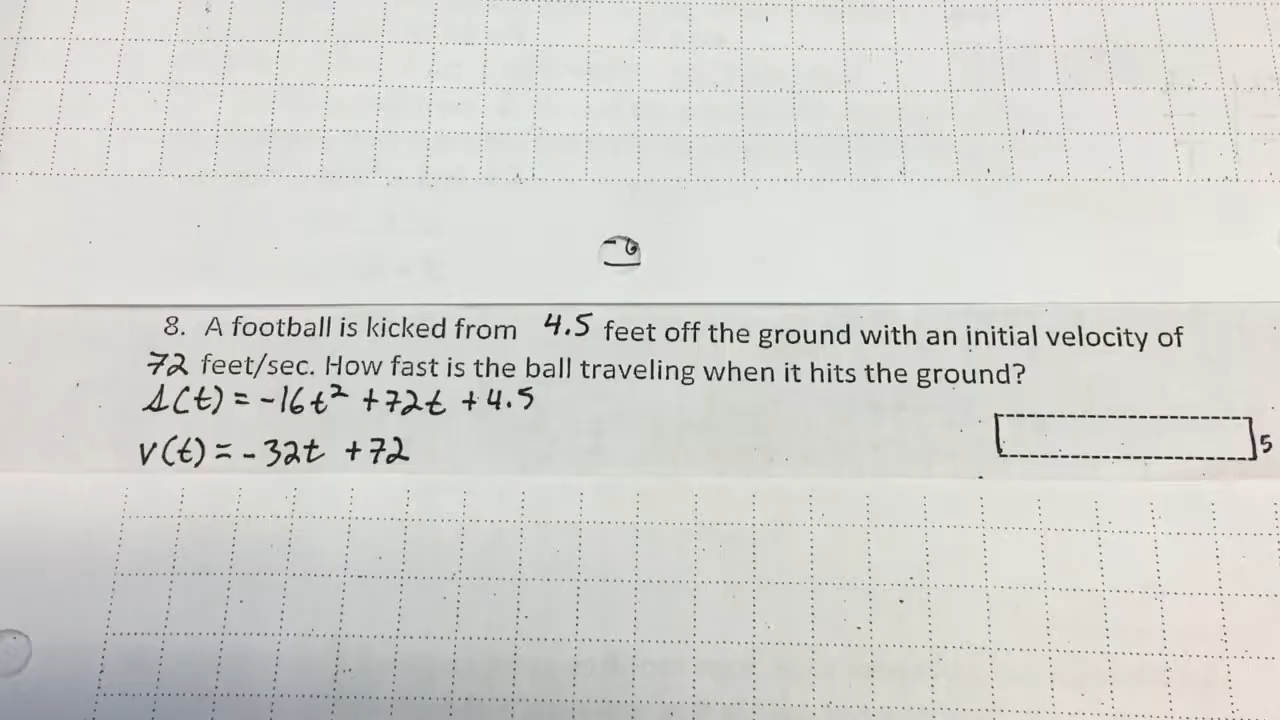 8. A football is kicked from 4.5 feet off the ground with an initial velocity of
72 feet/sec. How fast is the ball traveling when it hits the ground?
s(t) = -16t² +72t +4.5
v(t) = -32t +72
5